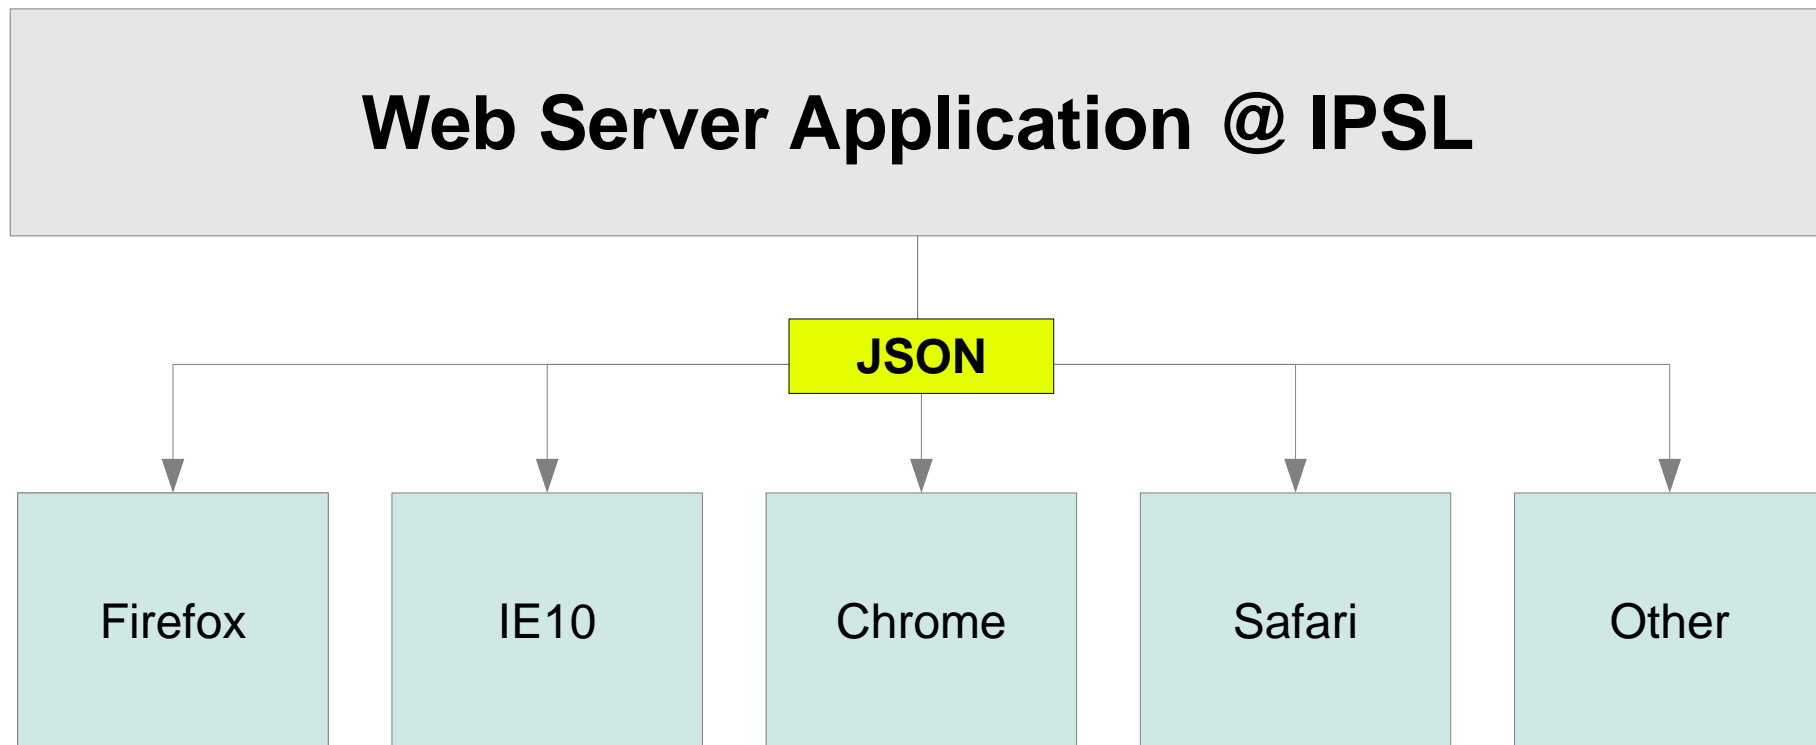 Web Server Application @ IPSL
JSON
Firefox
IE10
Chrome
Safari
Other